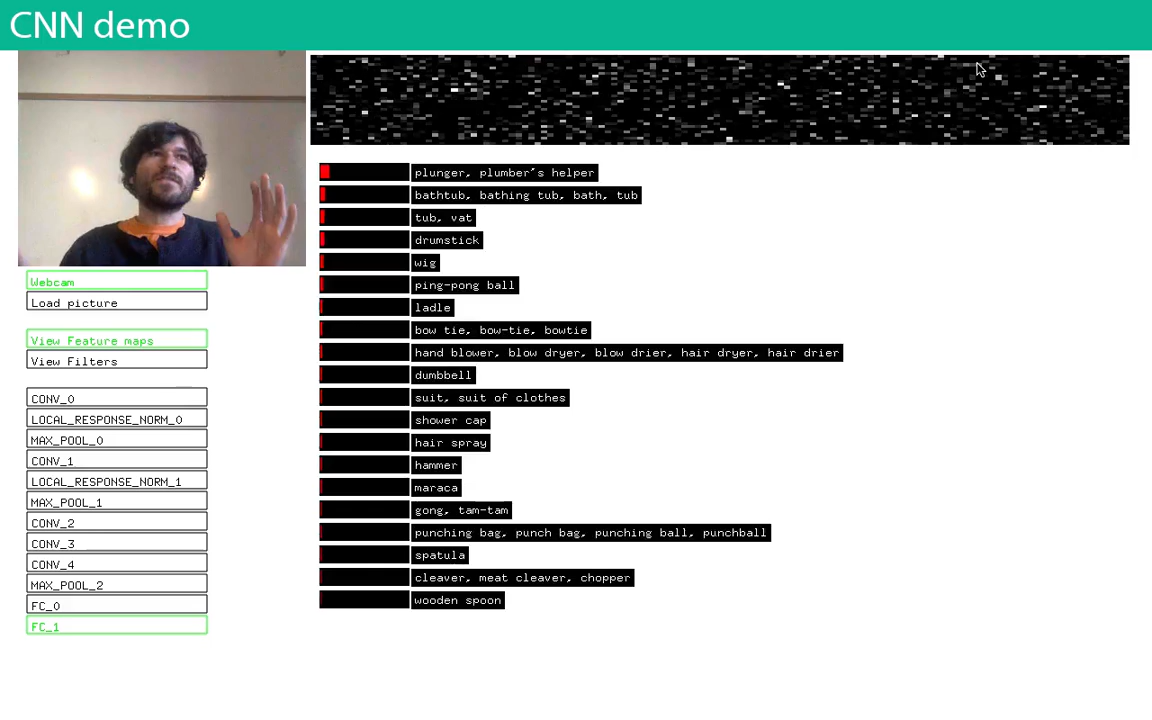 CNN demo
plunger, plumber's helper
bathtub, bathing tub, bath, tub
tub, vat
drumstick
wig
ping-pong ball
ladle
bow tie, bow-tie, bowtie
hand blower, blow dryer, blow drier, hair dryer, hair drier
dumbbell
suit, suit of clothes
shower cap
hair spray
hammer
maraca
gong, tam-tam
punching bag, punch bag, punching ball, punchball
spatula
cleaver, meat cleaver, chopper
wooden spoon
Webcam
Load picture
View Feature maps
View Filters
CONV_0
LOCAL_RESPONSE_NORM_0
MAX_POOL_0
CONV_1
LOCAL_RESPONSE_NORM_1
MAX_POOL_1
CONV_2
CONV_3
CONV_4
MAX_POOL_2
FC_0
FC_1